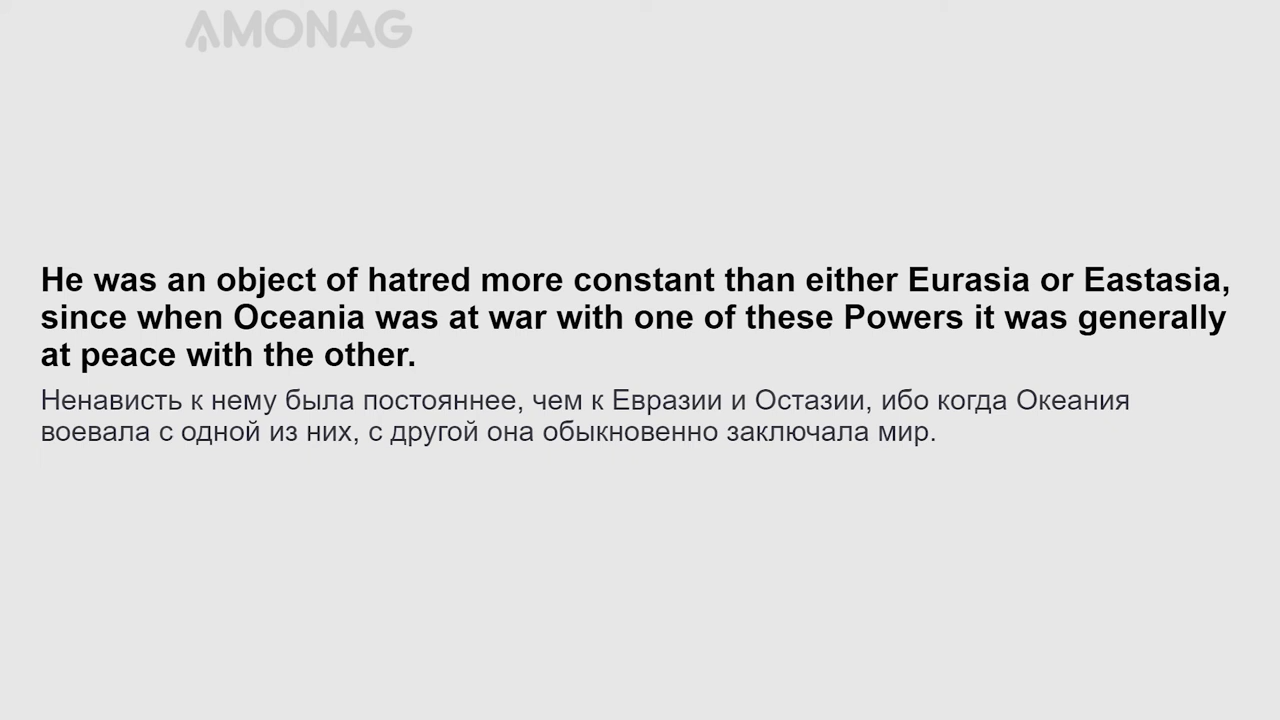 AMONAG
He was an object of hatred more constant than either Eurasia or Eastasia,
since when Oceania was at war with one of these Powers it was generally
at peace with the other.
Ненависть к нему была постояннее, чем к Евразии и Остазии, ибо когда Океания
воевала с одной из них, с другой она обыкновенно заключала мир.